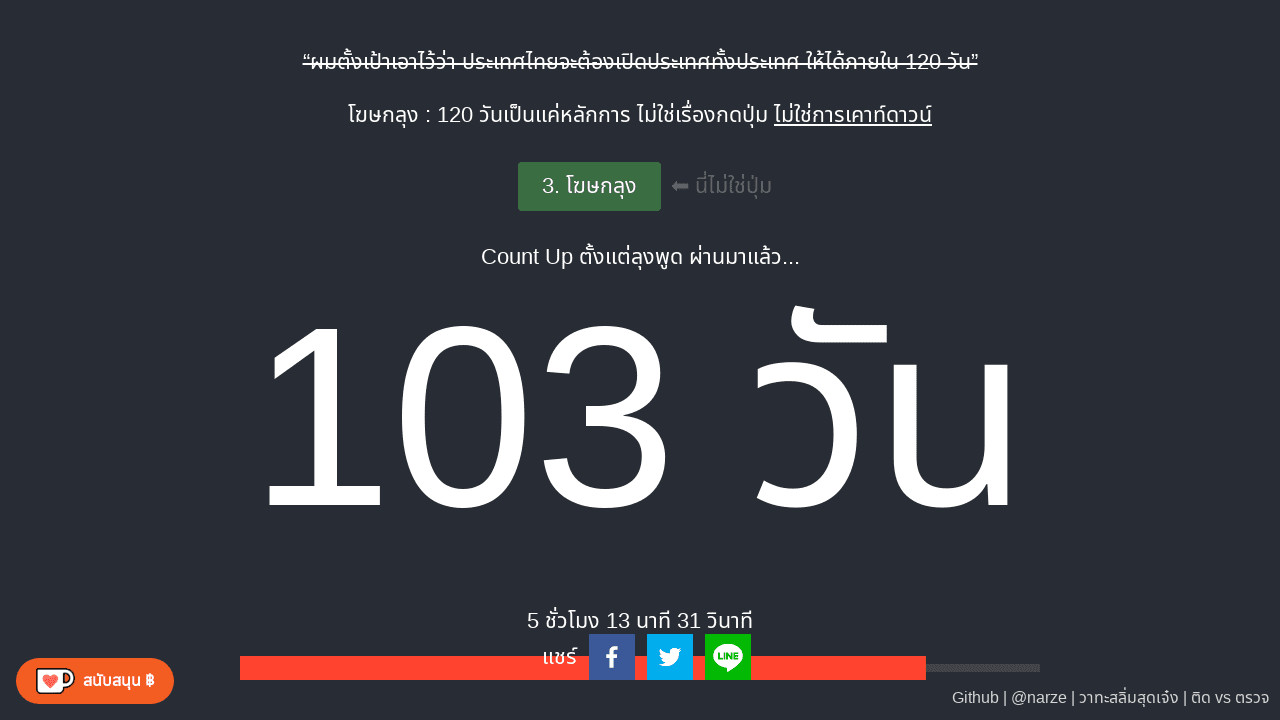 “ผมตั้งเป้าเอาไว้ว่า ประเทศไทยจะต้องเปิดประเทศทั้งประเทศ ให้ได้ภายใน 120 วัน”
โฆษกลุง : 120 วันเป็นแค่หลักการ ไม่ใช่เรื่องกดปุ่ม ไม่ใช่การเคาท์ดาวน์
3. โฆษกลุง ⬅ นี่ไม่ใช่ปุ่ม
Count Up ตั้งแต่ลุงพูด ผ่านมาแล้ว...
103 วัน
5 ชั่วโมง 13 นาที 31 วินาที
แชร์
LINE
สนับสนุน ฿
Github | @narze | วาทะสลิ่มสุดเจ๋ง | ติด vs ตรวจ